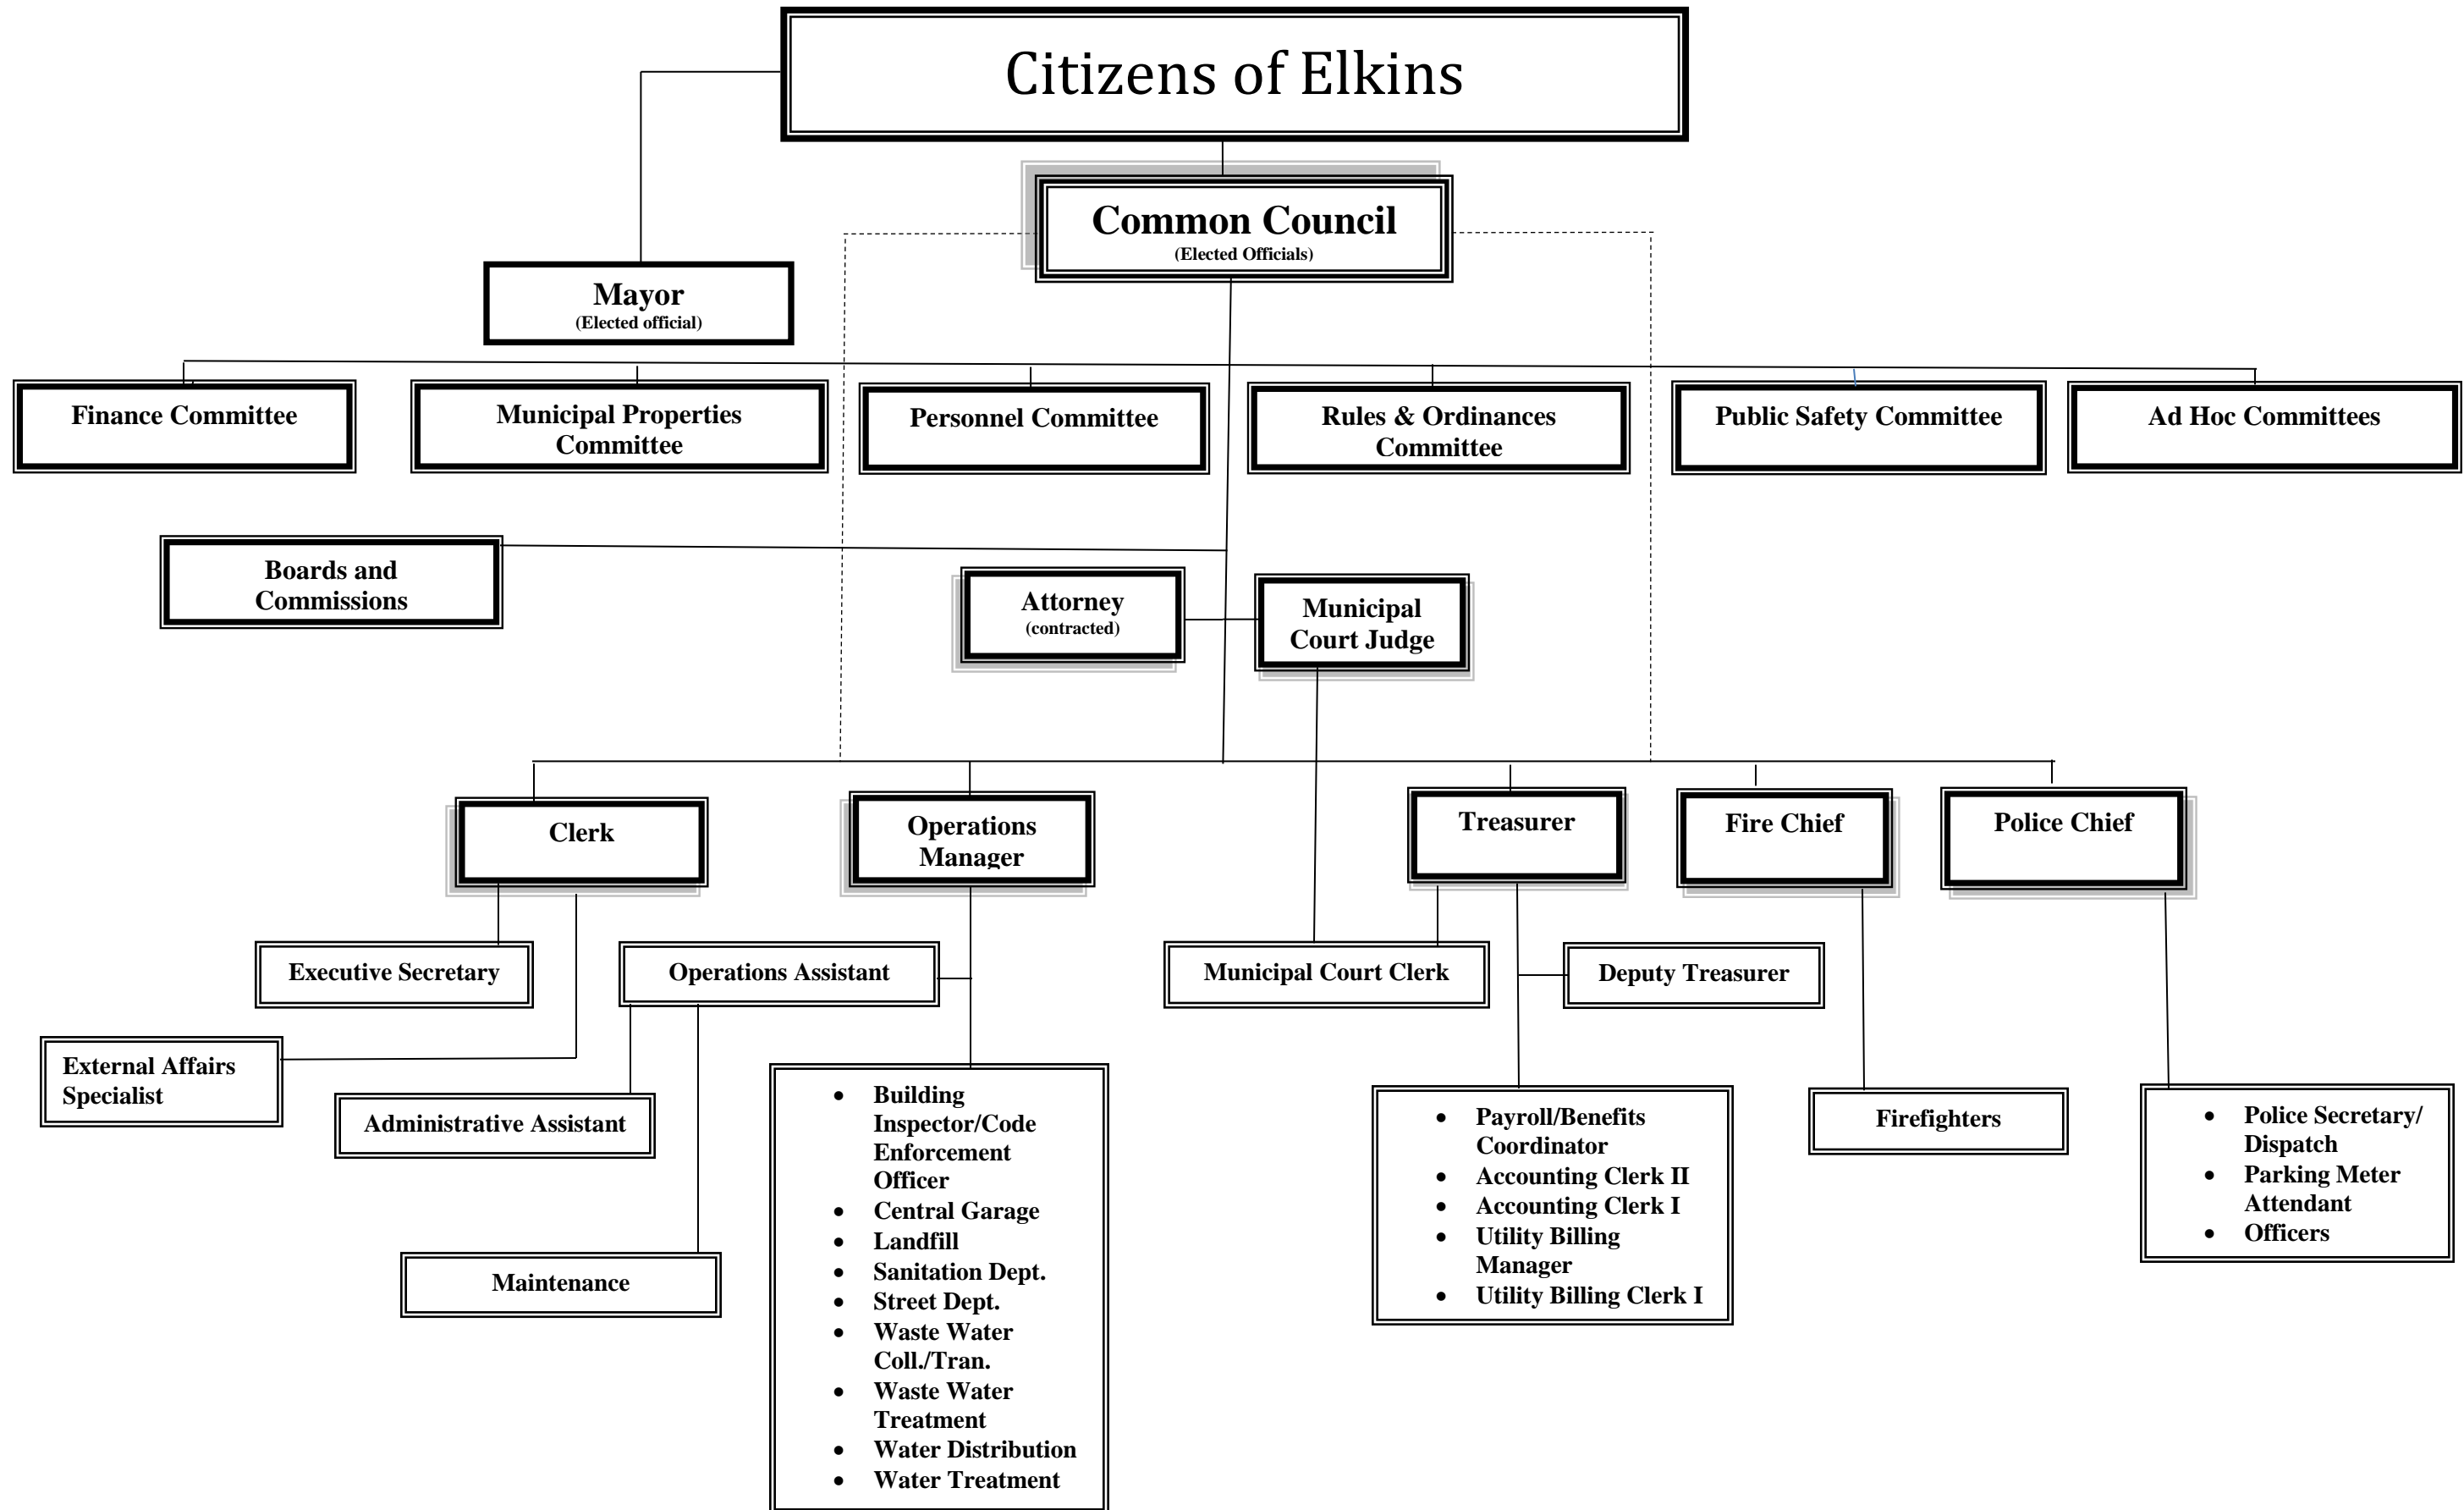 Citizens of Elkins
Common Council
(Elected Officials)
Mayor
(Elected official)
Finance Committee
Municipal Properties
Committee
Personnel Committee
Rules & Ordinances
Committee
Public Safety Committee
Ad Hoc Committees
Boards and
Commissions
Attorney
(contracted)
Municipal
Court Judge
Clerk
Operations
Manager
Treasurer
Fire Chief
Police Chief
Executive Secretary
Operations Assistant
Municipal Court Clerk
Deputy Treasurer
External Affairs
Specialist
Administrative Assistant
Maintenance
• Building
Inspector/Code
Enforcement
Officer
• Central Garage
• Landfill
• Sanitation Dept.
• Street Dept.
• Waste Water
Coll./Tran.
• Waste Water
Treatment
• Water Distribution
• Water Treatment
• Payroll/Benefits
Coordinator
• Accounting Clerk II
• Accounting Clerk I
• Utility Billing
Manager
• Utility Billing Clerk I
Firefighters
• Police Secretary/
Dispatch
• Parking Meter
Attendant
• Officers